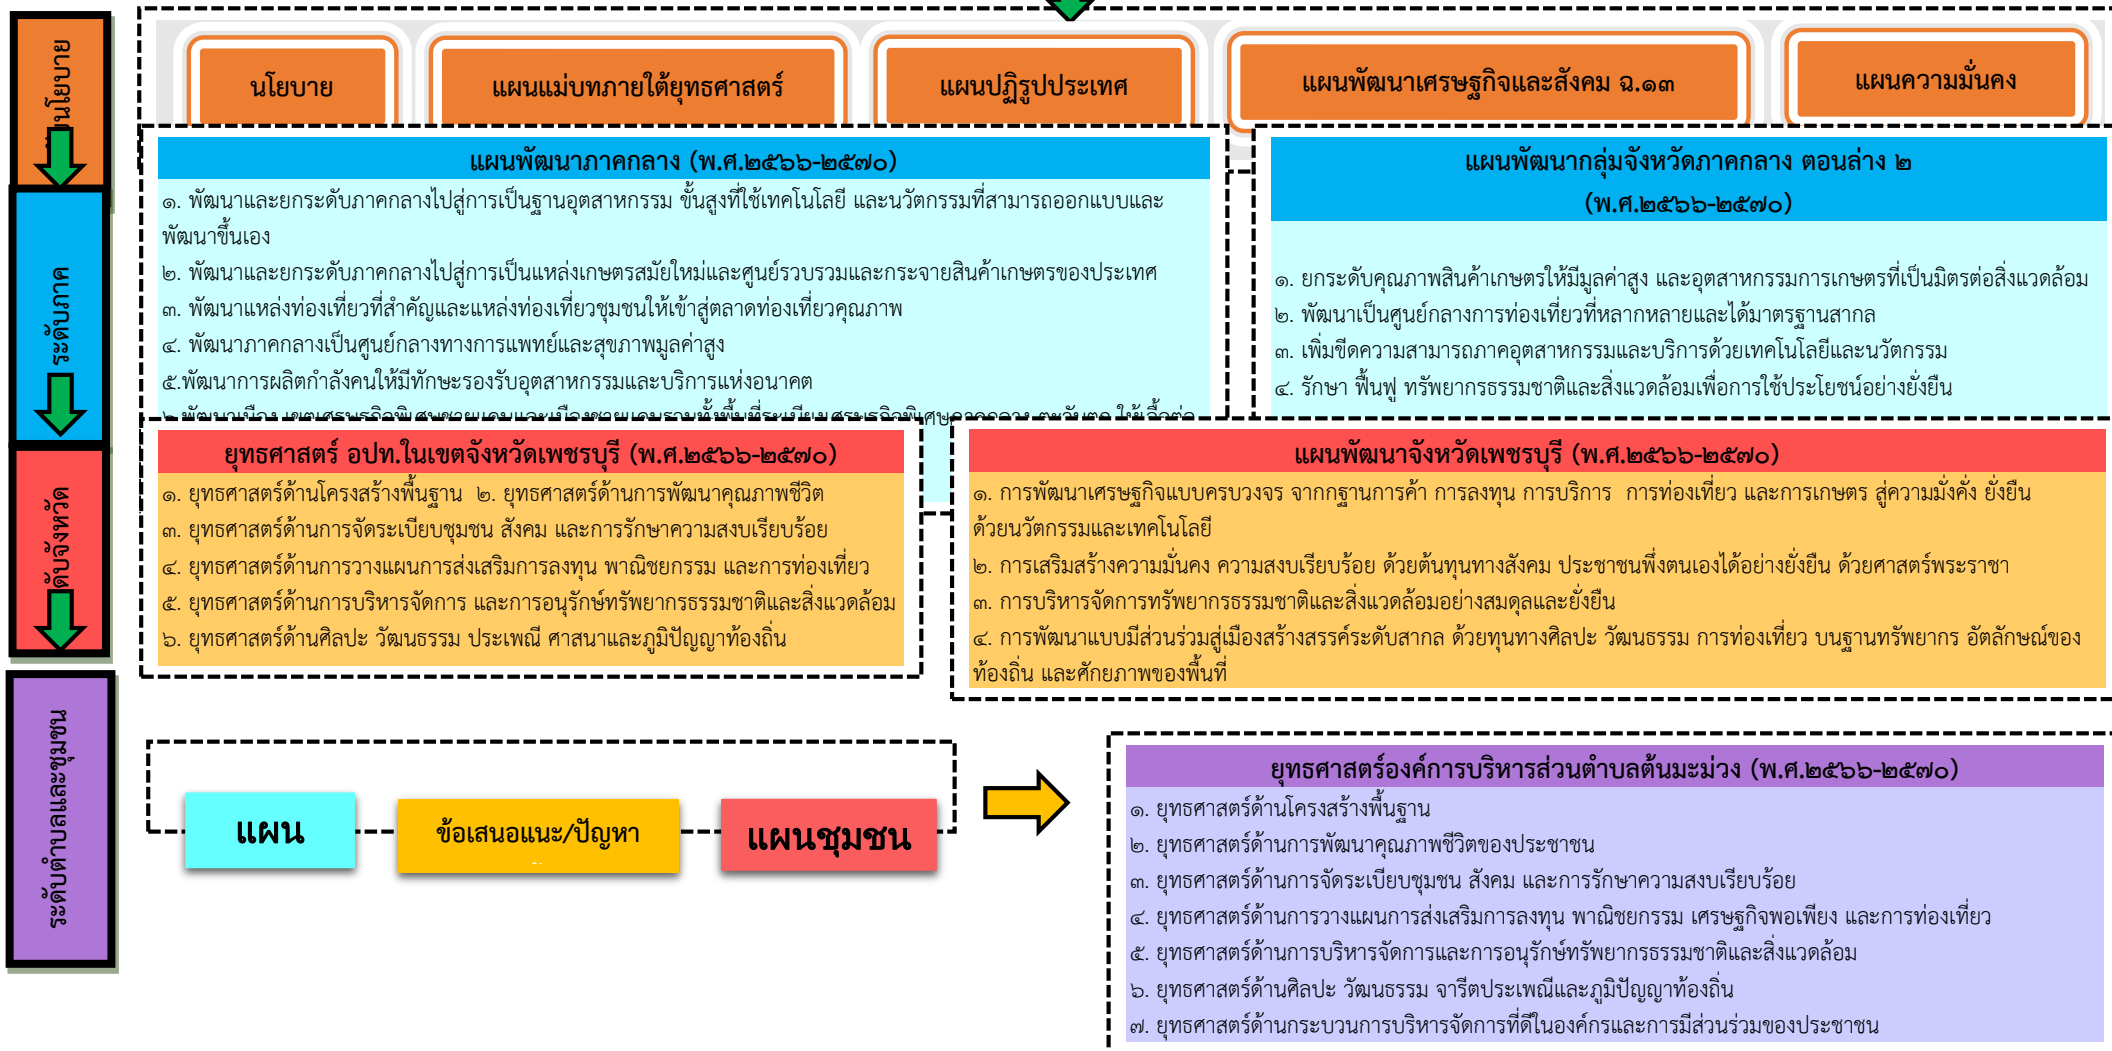 นโยบาย
แผนแม่บทภายใต้ยุทธศาสตร์
แผนปฏิรูปประเทศ
แผนพัฒนาเศรษฐกิจและสังคม ฉ.๑๓
แผนความมั่นคง
นโยบาย
แผนพัฒนาภาคกลาง (พ.ศ.๒๕๖๖-๒๕๗๐)
๑. พัฒนาและยกระดับภาคกลางไปสู่การเป็นฐานอุตสาหกรรม ขั้นสูงที่ใช้เทคโนโลยี และนวัตกรรมที่สามารถออกแบบและ
พัฒนาขึ้นเอง
๒. พัฒนาและยกระดับภาคกลางไปสู่การเป็นแหล่งเกษตรสมัยใหม่และศูนย์รวบรวมและกระจายสินค้าเกษตรของประเทศ
๓. พัฒนาแหล่งท่องเที่ยวที่สำคัญและแหล่งท่องเที่ยวชุมชนให้เข้าสู่ตลาดท่องเที่ยวคุณภาพ
๔. พัฒนาภาคกลางเป็นศูนย์กลางทางการแพทย์และสุขภาพมูลค่าสูง
๕.พัฒนาการผลิตกำลังคนให้มีทักษะรองรับอุตสาหกรรมและบริการแห่งอนาคต
แผนพัฒนากลุ่มจังหวัดภาคกลาง ตอนล่าง ๒
(พ.ศ.๒๕๖๖-๒๕๗๐)
๑. ยกระดับคุณภาพสินค้าเกษตรให้มีมูลค่าสูง และอุตสาหกรรมการเกษตรที่เป็นมิตรต่อสิ่งแวดล้อม
๒. พัฒนาเป็นศูนย์กลางการท่องเที่ยวที่หลากหลายและได้มาตรฐานสากล
๓. เพิ่มขีดความสามารถภาคอุตสาหกรรมและบริการด้วยเทคโนโลยีและนวัตกรรม
๔. รักษา ฟื้นฟู ทรัพยากรธรรมชาติและสิ่งแวดล้อมเพื่อการใช้ประโยชน์อย่างยั่งยืน
ระดับภาค
ยุทธศาสตร์ อปท.ในเขตจังหวัดเพชรบุรี (พ.ศ.๒๕๖๖-๒๕๗๐)
๑. ยุทธศาสตร์ด้านโครงสร้างพื้นฐาน ๒. ยุทธศาสตร์ด้านการพัฒนาคุณภาพชีวิต
๓. ยุทธศาสตร์ด้านการจัดระเบียบชุมชน สังคม และการรักษาความสงบเรียบร้อย
๔. ยุทธศาสตร์ด้านการวางแผนการส่งเสริมการลงทุน พาณิชยกรรม และการท่องเที่ยว
๕. ยุทธศาสตร์ด้านการบริหารจัดการ และการอนุรักษ์ทรัพยากรธรรมชาติและสิ่งแวดล้อม
๖. ยุทธศาสตร์ด้านศิลปะ วัฒนธรรม ประเพณี ศาสนาและภูมิปัญญาท้องถิ่น
แผนพัฒนาจังหวัดเพชรบุรี (พ.ศ.๒๕๖๖-๒๕๗๐)
๑. การพัฒนาเศรษฐกิจแบบครบวงจร จากกฐานการค้า การลงทุน การบริการ การท่องเที่ยว และการเกษตร สู่ความมั่งคั่ง ยั่งยืน
ด้วยนวัตกรรมและเทคโนโลยี
๒. การเสริมสร้างความมั่นคง ความสงบเรียบร้อย ด้วยต้นทุนทางสังคม ประชาชนพึ่งตนเองได้อย่างยั่งยืน ด้วยศาสตร์พระราชา
๓. การบริหารจัดการทรัพยากรธรรมชาติและสิ่งแวดล้อมอย่างสมดุลและยั่งยืน
๔. การพัฒนาแบบมีส่วนร่วมสู่เมืองสร้างสรรค์ระดับสากล ด้วยทุนทางศิลปะ วัฒนธรรม การท่องเที่ยว บนฐานทรัพยากร อัตลักษณ์ของ
ท้องถิ่น และศักยภาพของพื้นที่
ดับจังหวัด
ระดับตำบลและชุมชน
แผน
ข้อเสนอแนะ/ปัญหา
แผนชุมชน
ยุทธศาสตร์องค์การบริหารส่วนตำบลต้นมะม่วง (พ.ศ.๒๕๖๖-๒๕๗๐)
๑. ยุทธศาสตร์ด้านโครงสร้างพื้นฐาน
๒. ยุทธศาสตร์ด้านการพัฒนาคุณภาพชีวิตของประชาชน
๓. ยุทธศาสตร์ด้านการจัดระเบียบชุมชน สังคม และการรักษาความสงบเรียบร้อย
๔. ยุทธศาสตร์ด้านการวางแผนการส่งเสริมการลงทุน พาณิชยกรรม เศรษฐกิจพอเพียง และการท่องเที่ยว
๕. ยุทธศาสตร์ด้านการบริหารจัดการและการอนุรักษ์ทรัพยากรธรรมชาติและสิ่งแวดล้อม
๖. ยุทธศาสตร์ด้านศิลปะ วัฒนธรรม จารีตประเพณีและภูมิปัญญาท้องถิ่น
๗. ยุทธศาสตร์ด้านกระบวนการบริหารจัดการที่ดีในองค์กรและการมีส่วนร่วมของประชาชน